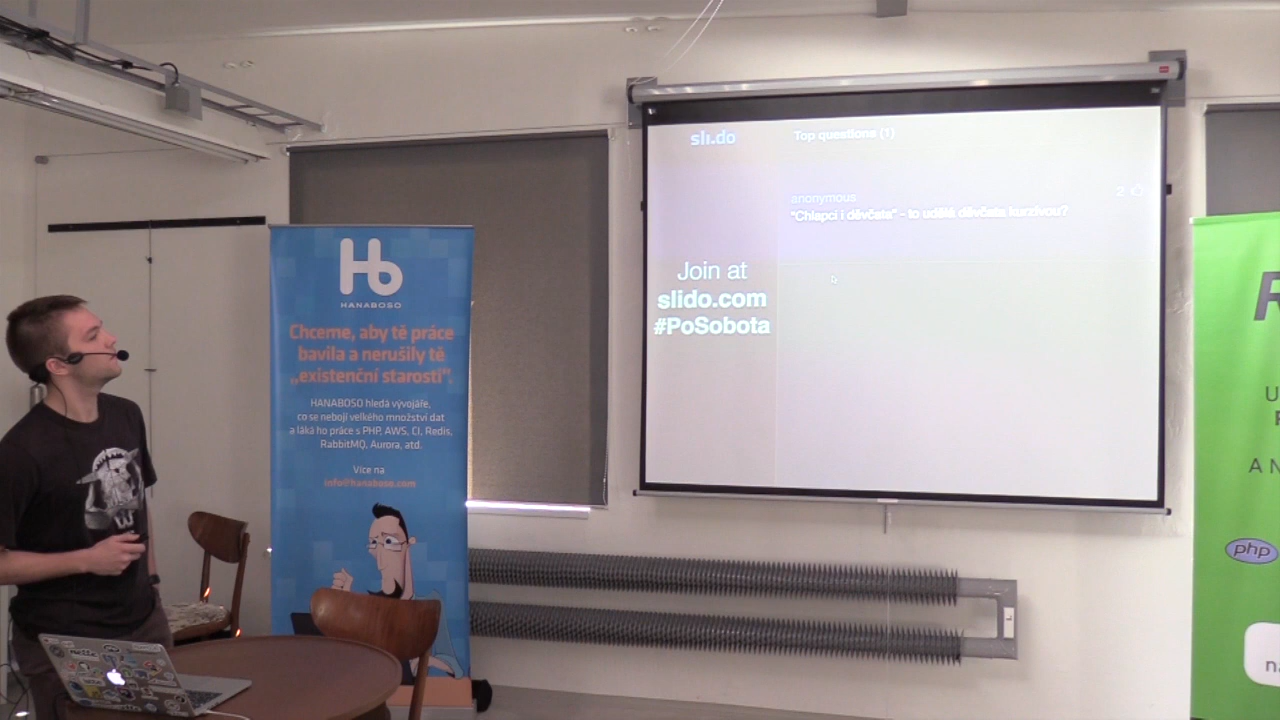 Hb
HANABOSO
Chceme, aby tě práce
bavila a nerušily tě
„existenční starosti“.
HANABOSO hledá vývojáře,
co se nebojí velkého množství dat
a láká ho práce s PHP, AWS, CI, Redis,
RabbitMQ, Aurora, atd.
Více na
info@hanaboso.com
sli.do
Join at
slido.com
#PoSobota
Top questions (1)
anonymous
2
"Chlapci i děvčata" - to udělá děvčata kurzívou?
php